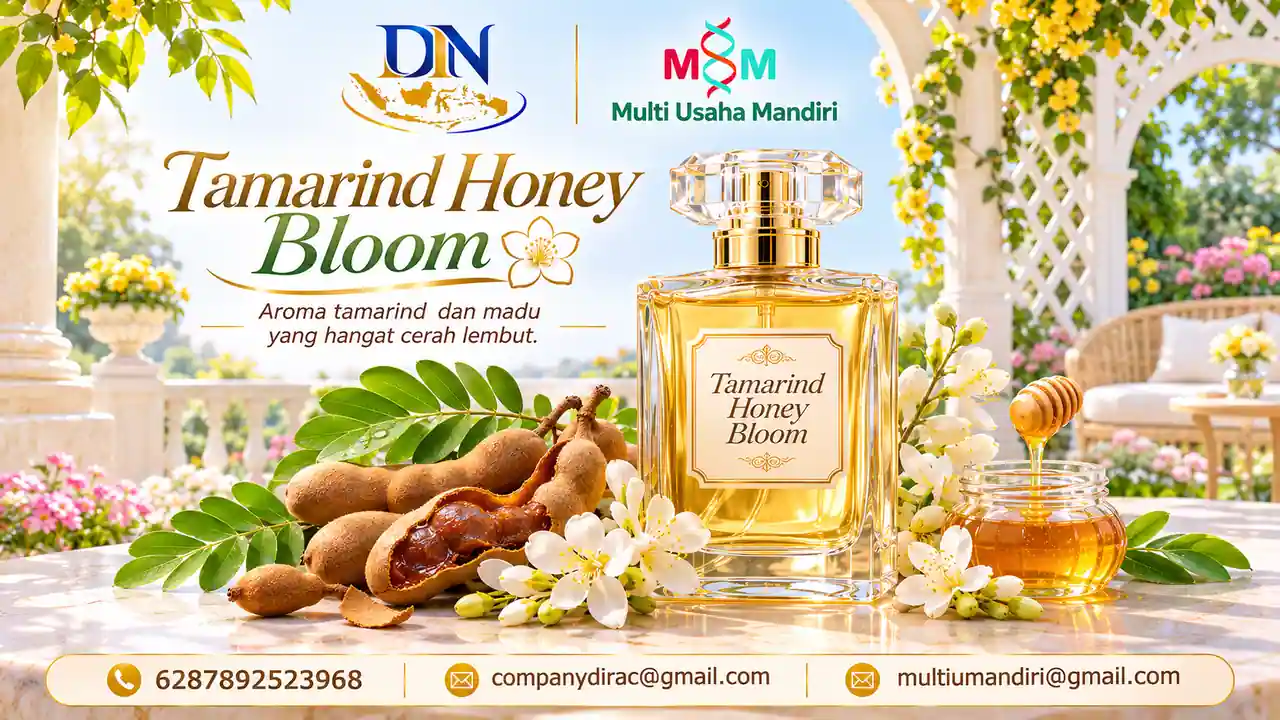 DN
MM
Multi Usaha Mandiri
Tamarind Honey
Bloom
Aroma tamarind dan madu
yang hangat cerah lembut.
Tamarind
Honey
Bloom
6287892523968
companydirac@gmail.com
multiumandiri@gmail.com